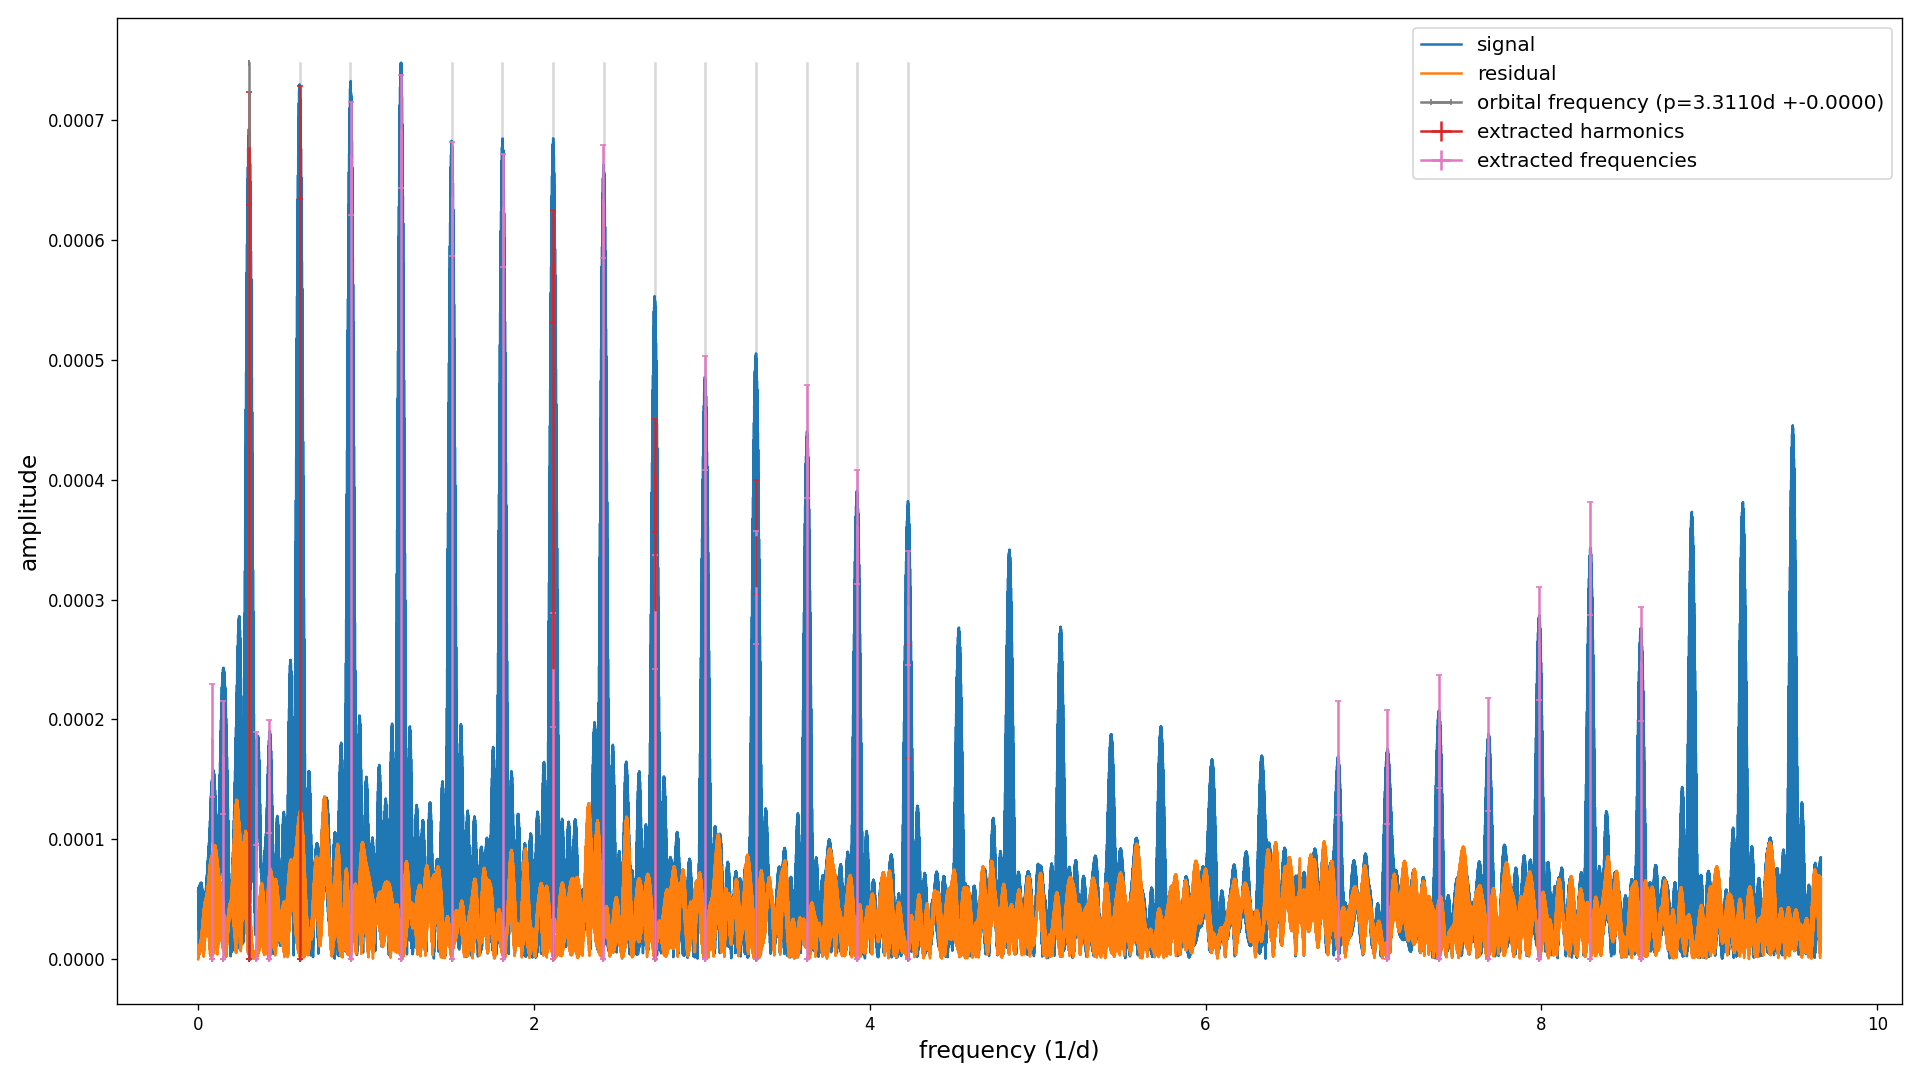 signal
residual
orbital frequency (p=3.3110d +-0.0000)
extracted harmonics
extracted frequencies
0.0007
0.0006
0.0005
0.0004
0.0003
0.0002
0.0001
0.0000
amplitude
0 2 4 6 8 10
frequency (1/d)